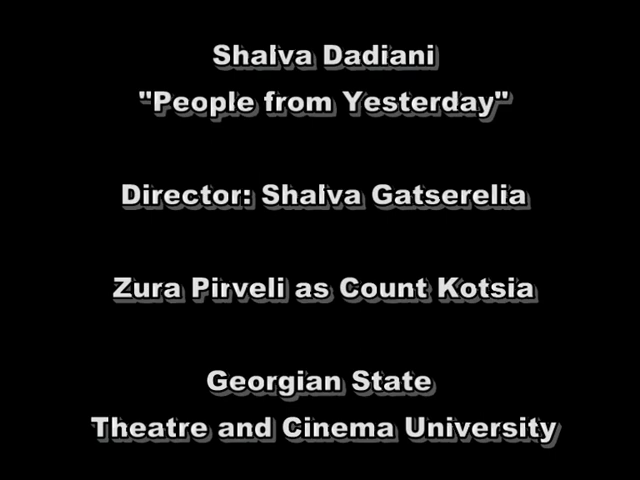 Shalva Dadiani
"People from Yesterday"
Director: Shalva Gatserelia
Zura Pirveli as Count Kotsia
Georgian State
Theatre and Cinema University